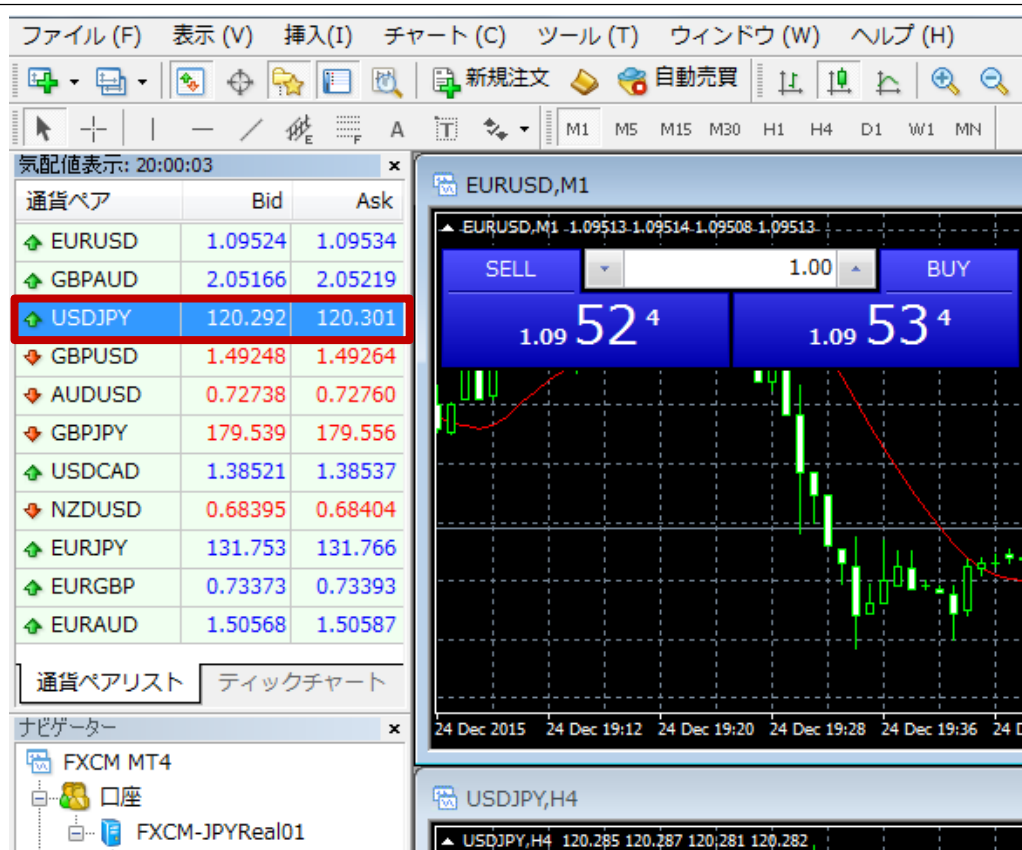 ファイル (F) 表示 (V) 挿入(I) チャート (C) ツール (T) ウィンドウ (W) ヘルプ (H)
新規注文 自動売買
E F A T M1 M5 M15 M30 H1 H4 D1 W1 MN
気配値表示: 20:00:03
通貨ペア Bid Ask
EURUSD 1.09524 1.09534
GBPAUD 2.05166 2.05219
USDJPY 120.292 120.301
GBPUSD 1.49248 1.49264
AUDUSD 0.72738 0.72760
GBPJPY 179.539 179.556
USDCAD 1.38521 1.38537
NZDUSD 0.68395 0.68404
EURJPY 131.753 131.766
EURGBP 0.73373 0.73393
EURAUD 1.50568 1.50587
通貨ペアリスト ティックチャート
ナビゲーター
FXCM MT4
口座
FXCM-JPYReal01
EURUSD,M1
EURUSD,M1 1.09513 1.09514 1.09508 1.09513
SELL 1.00 BUY
1.09 52 4 1.09 53 4
24 Dec 2015 24 Dec 19:12 24 Dec 19:20 24 Dec 19:28 24 Dec 19:36 24 D
USDJPY,H4
USDJPY,H4 120.285 120.287 120.281 120.282